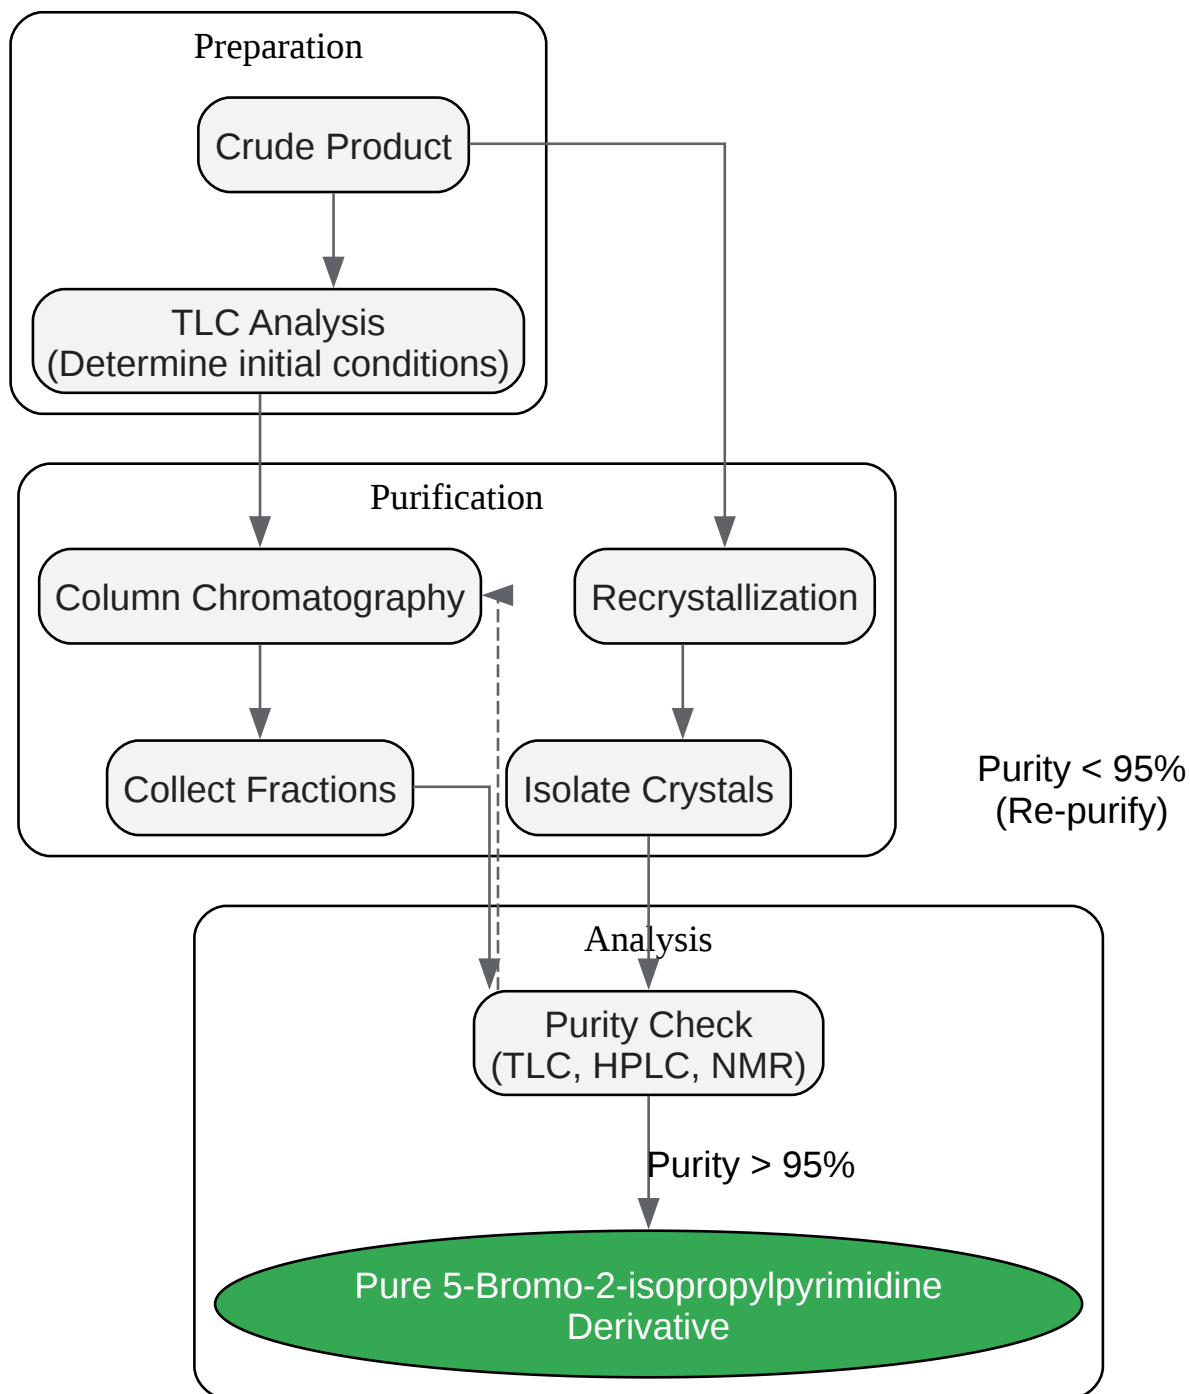 Preparation
Crude Product
TLC Analysis
(Determine initial conditions)
Purification
Column Chromatography
Recrystallization
Collect Fractions
Isolate Crystals
Purity < 95%
(Re-purify)
Analysis
Purity Check
(TLC, HPLC, NMR)
Purity > 95%
Pure 5-Bromo-2-isopropylpyrimidine
Derivative